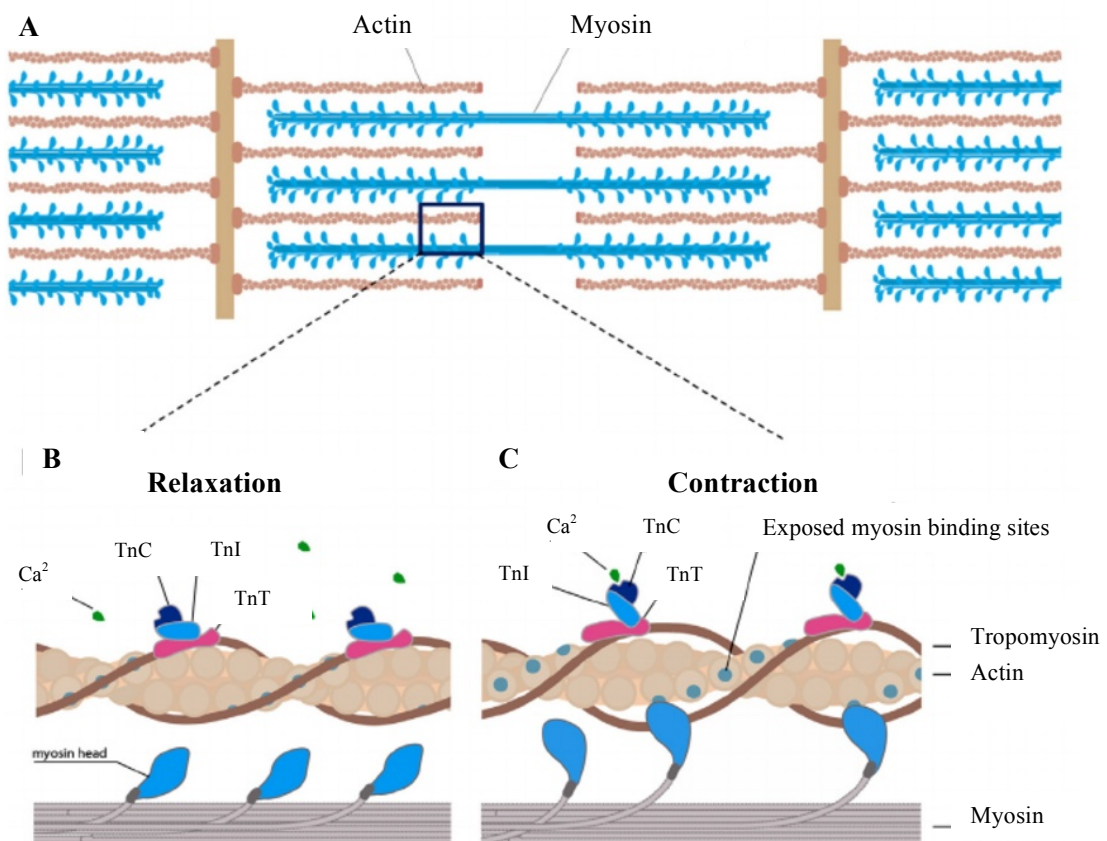 A
Actin
Myosin
B
Relaxation
TnC
TnI
Ca²
TnT
myosin head
C
Contraction
Ca²
TnC
Exposed myosin binding sites
TnI
TnT
Tropomyosin
Actin
Myosin